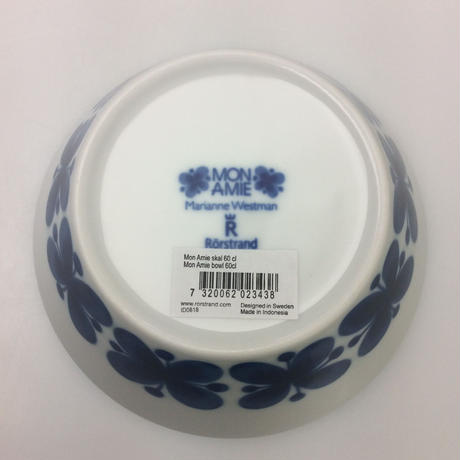 MON
AMIE
Marianne Westman
R
Rörstrand
Mon Amie skal 60 cl
Mon Amie bowl 60cl
7 320062 023438
www.rorstrand.com Designed in Sweden
ID0818 Made in Indonesia